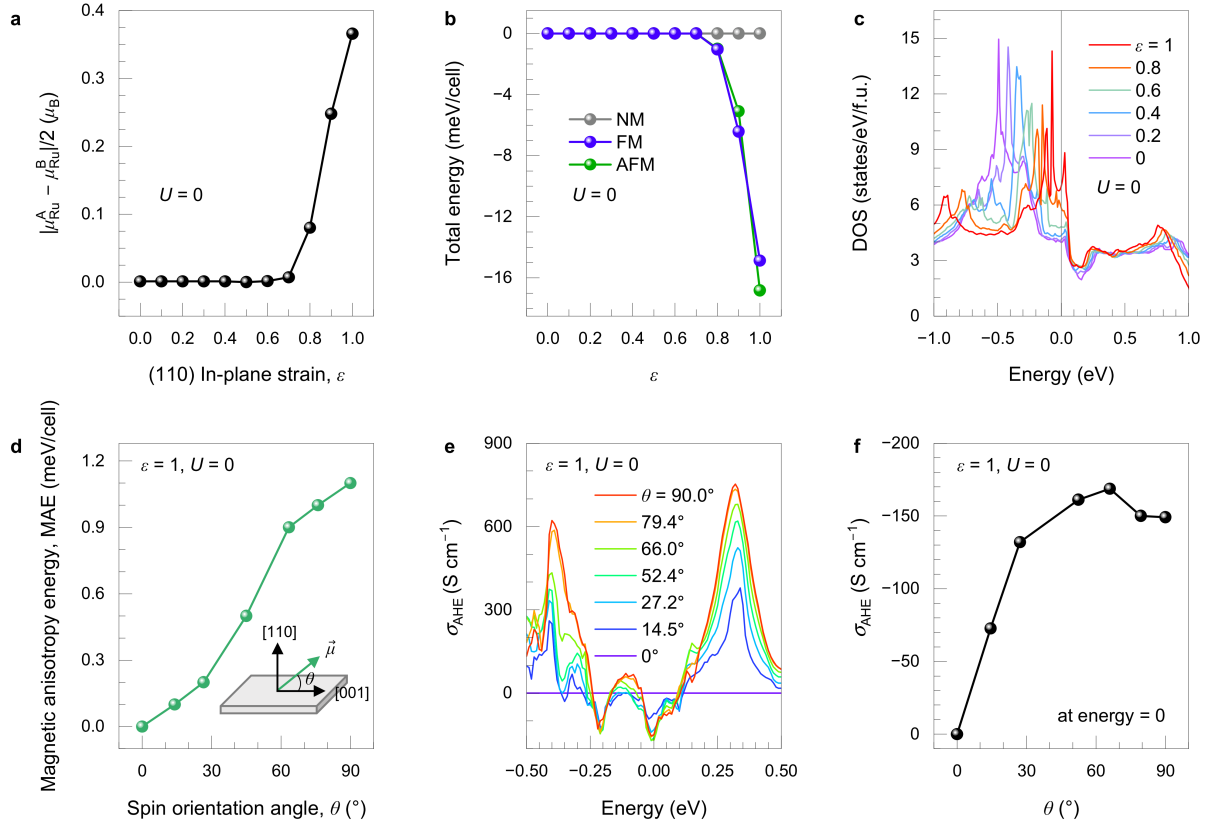 a
|μ^A_Ru − μ^B_Ru|/2 (μ_B)
0.4
0.3
0.2
0.1
0.0
U = 0
0.0 0.2 0.4 0.6 0.8 1.0
(110) In-plane strain, ε
b
Total energy (meV/cell)
0
−4
−8
−12
−16
NM
FM
AFM
U = 0
0.0 0.2 0.4 0.6 0.8 1.0
ε
c
DOS (states/eV/f.u.)
15
12
9
6
3
0
ε = 1
0.8
0.6
0.4
0.2
0
U = 0
−1.0 −0.5 0.0 0.5 1.0
Energy (eV)
d
Magnetic anisotropy energy, MAE (meV/cell)
1.2
0.9
0.6
0.3
0.0
ε = 1, U = 0
[110]
μ⃗
θ
[001]
0 30 60 90
Spin orientation angle, θ (°)
e
σ_AHE (S cm⁻¹)
900
600
300
0
ε = 1, U = 0
θ = 90.0°
79.4°
66.0°
52.4°
27.2°
14.5°
0°
−0.50 −0.25 0.00 0.25 0.50
Energy (eV)
f
σ_AHE (S cm⁻¹)
−200
−150
−100
−50
0
ε = 1, U = 0
at energy = 0
0 30 60 90
θ (°)